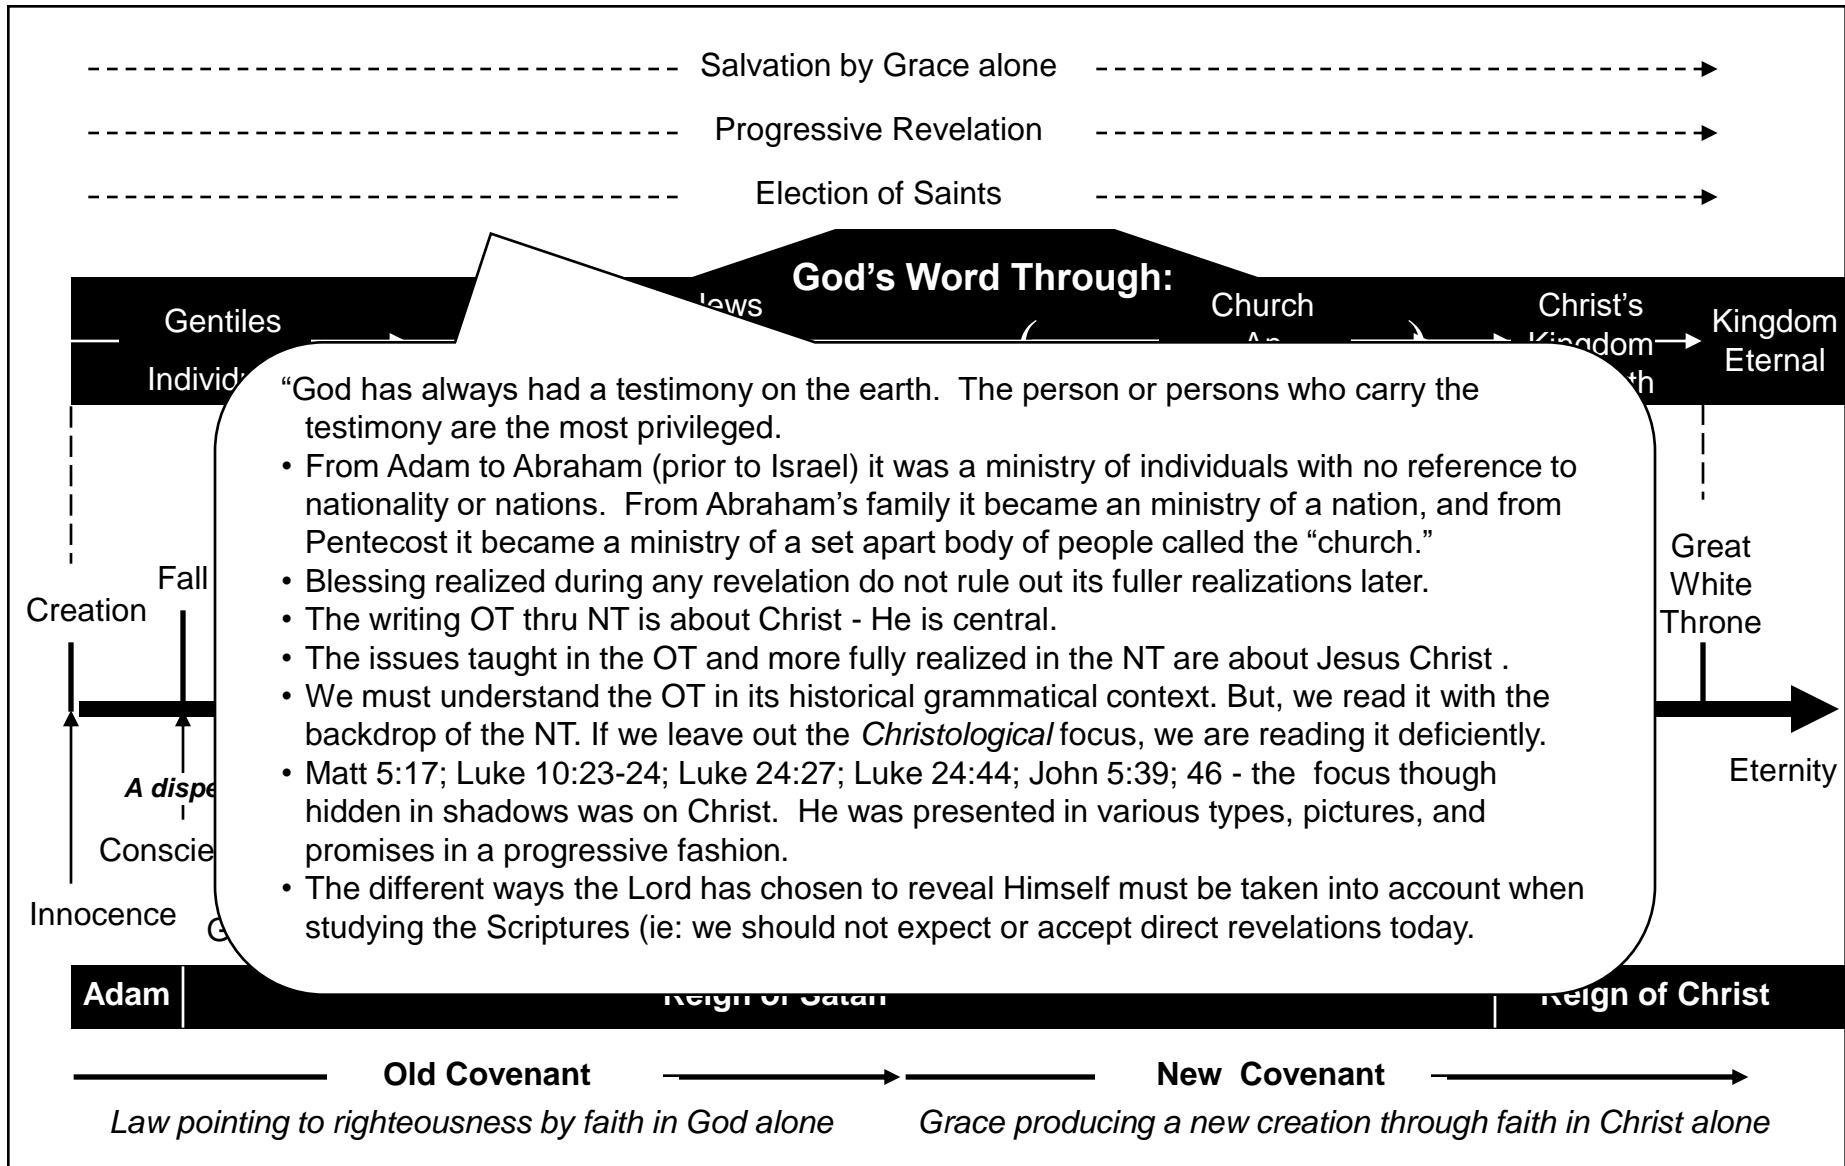 Salvation by Grace alone
Progressive Revelation
Election of Saints
God’s Word Through:
Gentiles
Jews
Church
An
Christ’s
Kingdom
Kingdom
Eternal
“God has always had a testimony on the earth.  The person or persons who carry the
testimony are the most privileged.
• From Adam to Abraham (prior to Israel) it was a ministry of individuals with no reference to
nationality or nations.  From Abraham’s family it became an ministry of a nation, and from
Pentecost it became a ministry of a set apart body of people called the “church.”
• Blessing realized during any revelation do not rule out its fuller realizations later.
• The writing OT thru NT is about Christ - He is central.
• The issues taught in the OT and more fully realized in the NT are about Jesus Christ .
• We must understand the OT in its historical grammatical context. But, we read it with the
backdrop of the NT. If we leave out the Christological focus, we are reading it deficiently.
• Matt 5:17; Luke 10:23-24; Luke 24:27; Luke 24:44; John 5:39; 46 - the  focus though
hidden in shadows was on Christ.  He was presented in various types, pictures, and
promises in a progressive fashion.
• The different ways the Lord has chosen to reveal Himself must be taken into account when
studying the Scriptures (ie: we should not expect or accept direct revelations today.
Creation
Fall
Great
White
Throne
A
Eternity
Innocence
Adam
Reign of Satan
Reign of Christ
Old Covenant
New  Covenant
Law pointing to righteousness by faith in God alone
Grace producing a new creation through faith in Christ alone